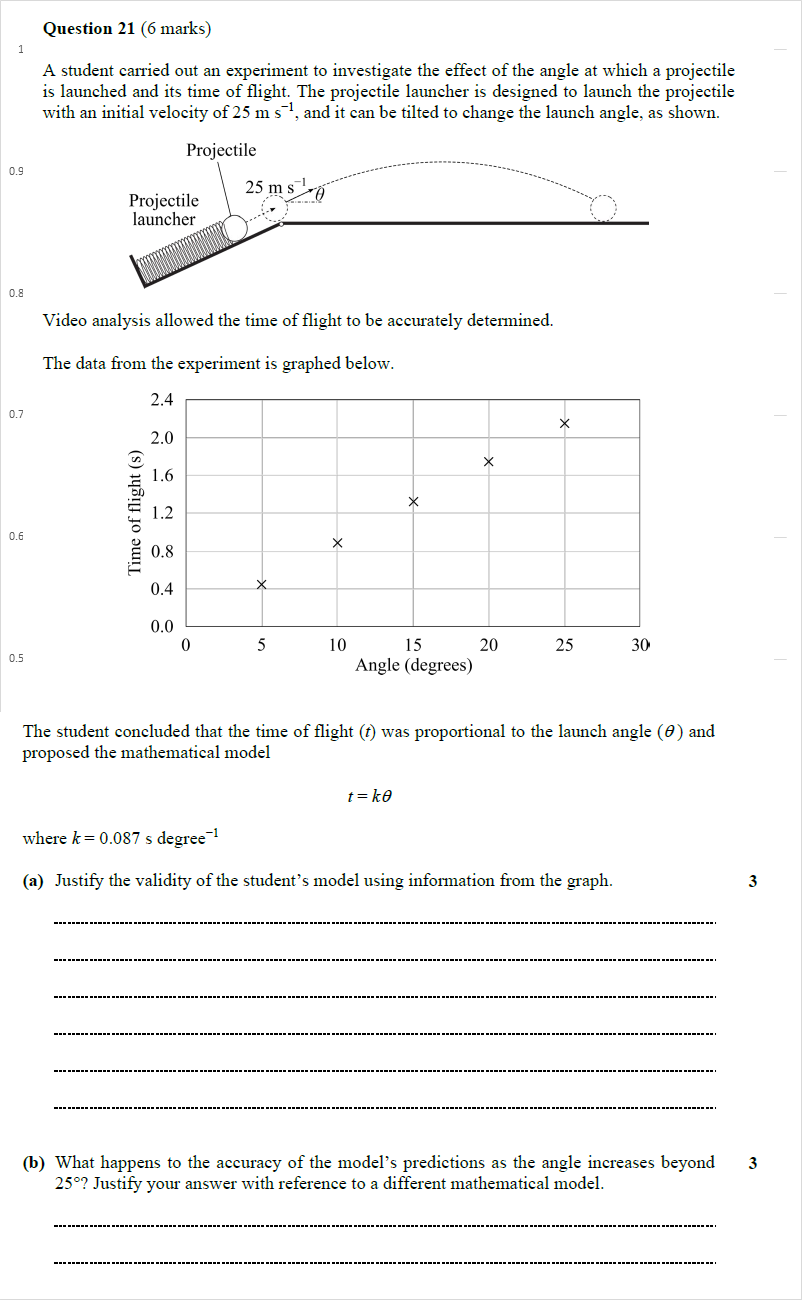 Question 21 (6 marks)
1
A student carried out an experiment to investigate the effect of the angle at which a projectile
is launched and its time of flight. The projectile launcher is designed to launch the projectile
with an initial velocity of 25 m s⁻¹, and it can be tilted to change the launch angle, as shown.
Projectile
0.9
25 m s⁻¹
θ
Projectile
launcher
0.8
Video analysis allowed the time of flight to be accurately determined.
The data from the experiment is graphed below.
2.4
0.7
2.0
1.6
1.2
0.8
0.4
0.0
Time of flight (s)
0.6
0 5 10 15 20 25 30
0.5
Angle (degrees)
The student concluded that the time of flight (t) was proportional to the launch angle (θ) and
proposed the mathematical model
t = kθ
where k = 0.087 s degree⁻¹
(a) Justify the validity of the student's model using information from the graph. 3
(b) What happens to the accuracy of the model's predictions as the angle increases beyond 3
25°? Justify your answer with reference to a different mathematical model.